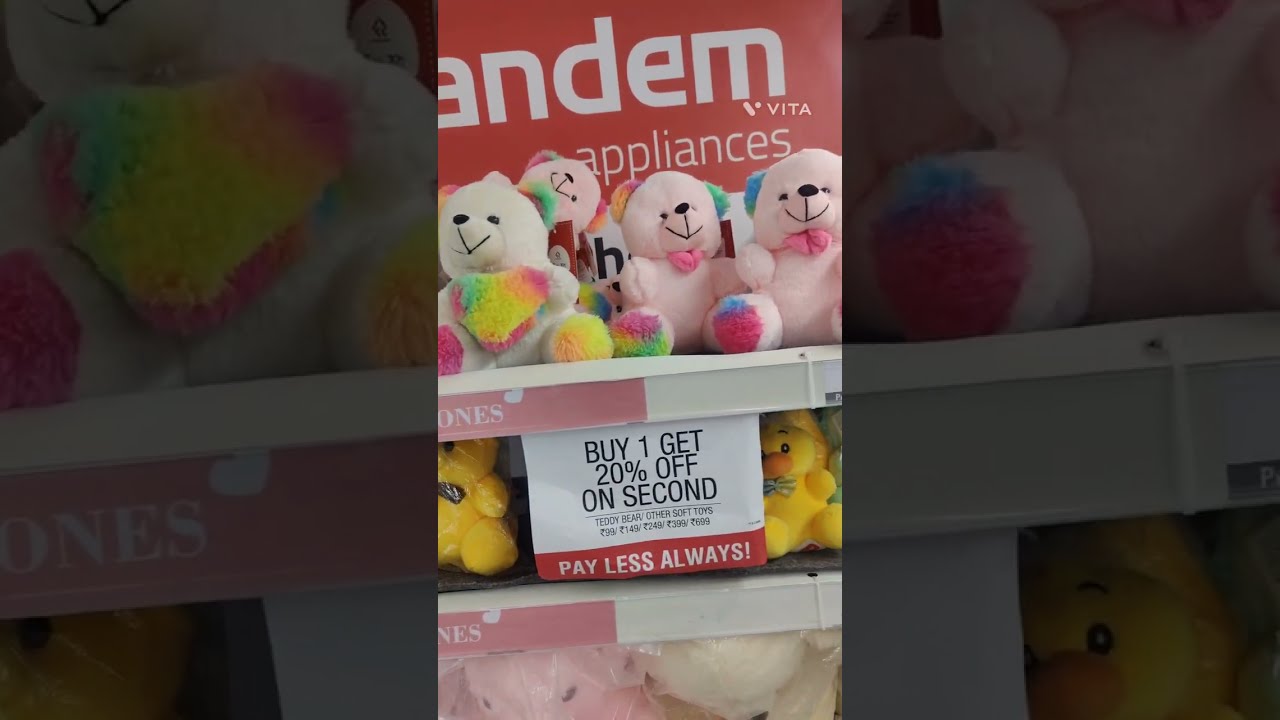 andem
VITA
appliances
ONES
BUY 1 GET
20% OFF
ON SECOND
TEDDY BEAR/ OTHER SOFT TOYS
₹99/ ₹149/ ₹249/ ₹399/ ₹699
PAY LESS ALWAYS!
NES